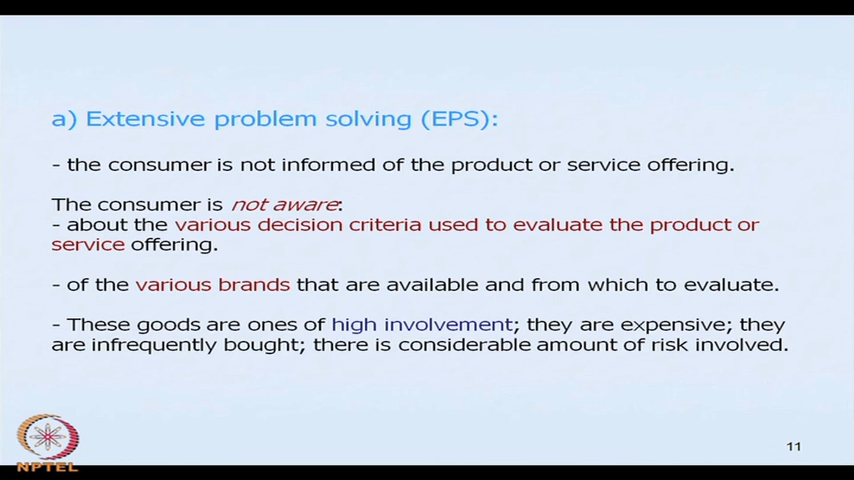 a) Extensive problem solving (EPS):
- the consumer is not informed of the product or service offering.
The consumer is not aware:
- about the various decision criteria used to evaluate the product or
service offering.
- of the various brands that are available and from which to evaluate.
- These goods are ones of high involvement; they are expensive; they
are infrequently bought; there is considerable amount of risk involved.
NPTEL
11